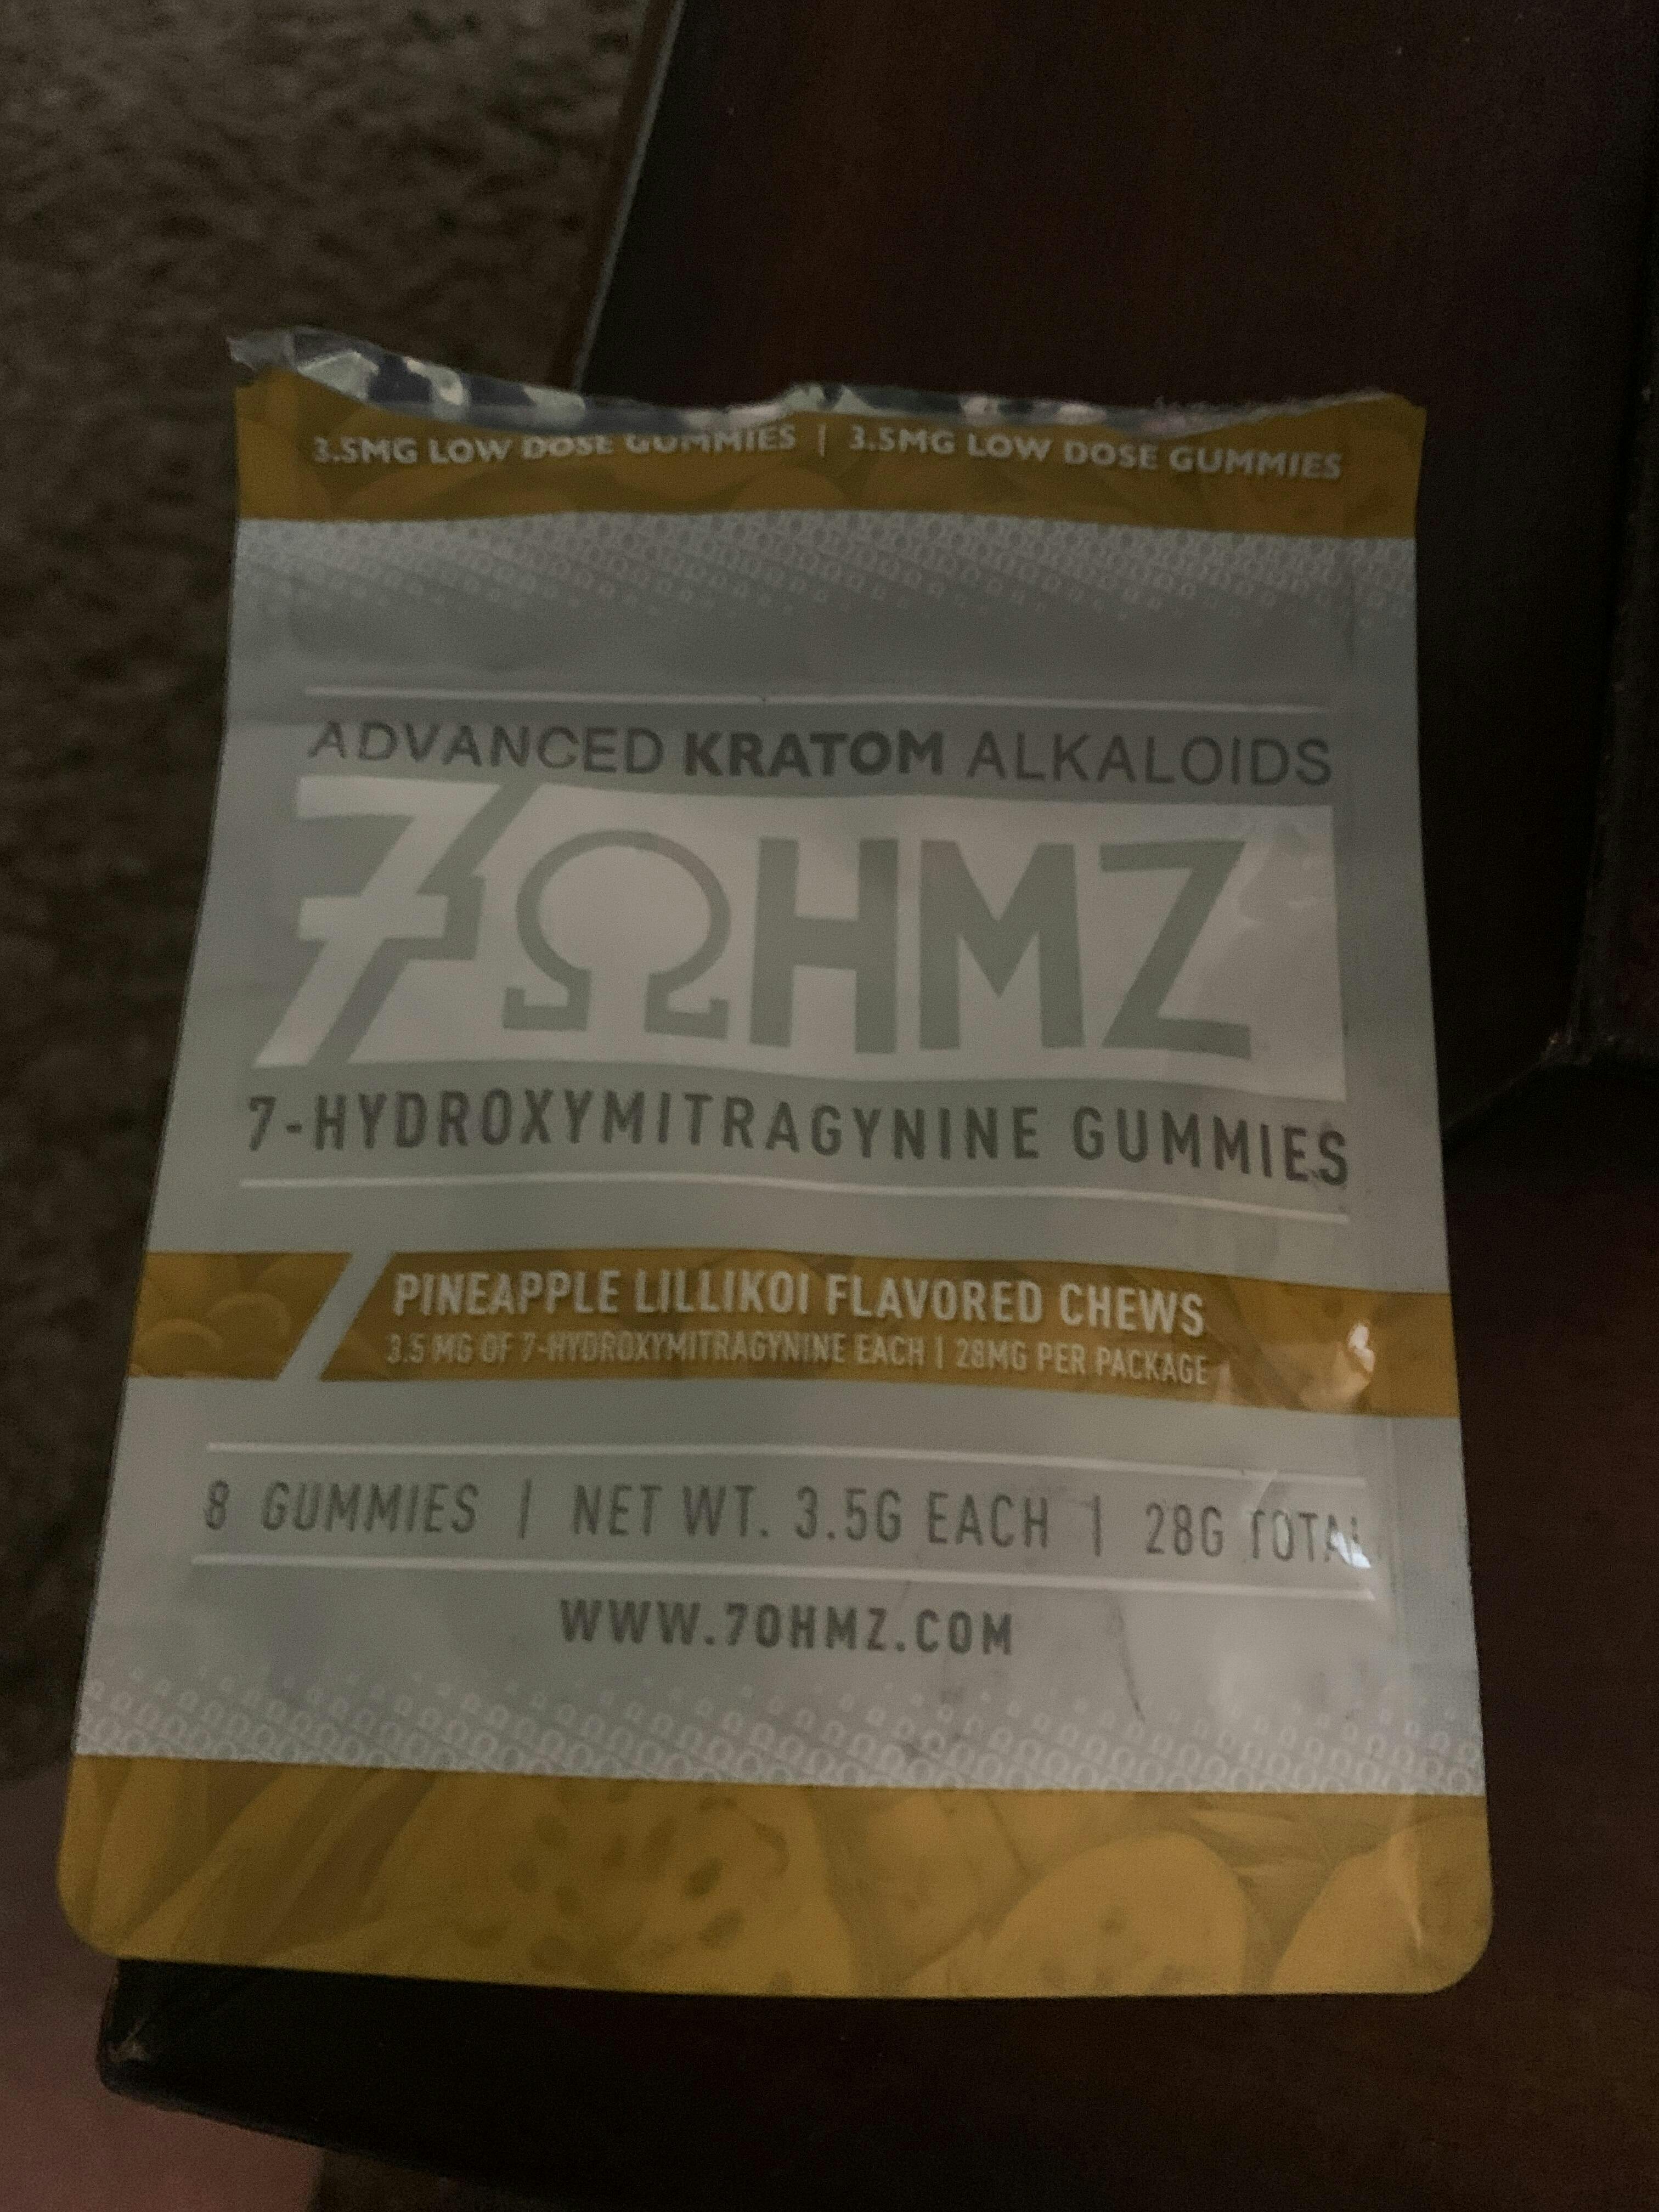 3.5MG LOW DOSE GUMMIES | 3.5MG LOW DOSE GUMMIES
ADVANCED KRATOM ALKALOIDS
7ΩHMZ
7-HYDROXYMITRAGYNINE GUMMIES
PINEAPPLE LILLIKOI FLAVORED CHEWS
3.5 MG OF 7-HYDROXYMITRAGYNINE EACH | 28MG PER PACKAGE
8 GUMMIES | NET WT. 3.5G EACH | 28G TOTAL
WWW.7OHMZ.COM